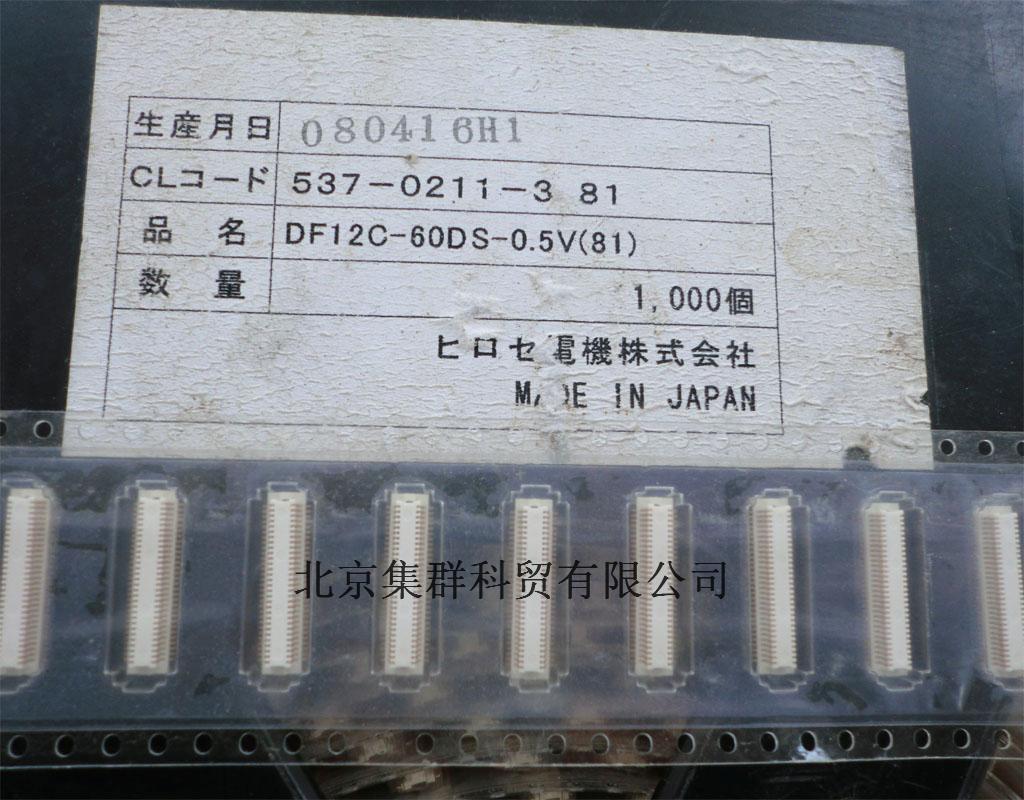 生産月日 080416H1
CLコード 537-0211-3 81
品名 DF12C-60DS-0.5V(81)
数量 1,000個
ヒロセ電機株式会社
MADE IN JAPAN
北京集群科贸有限公司